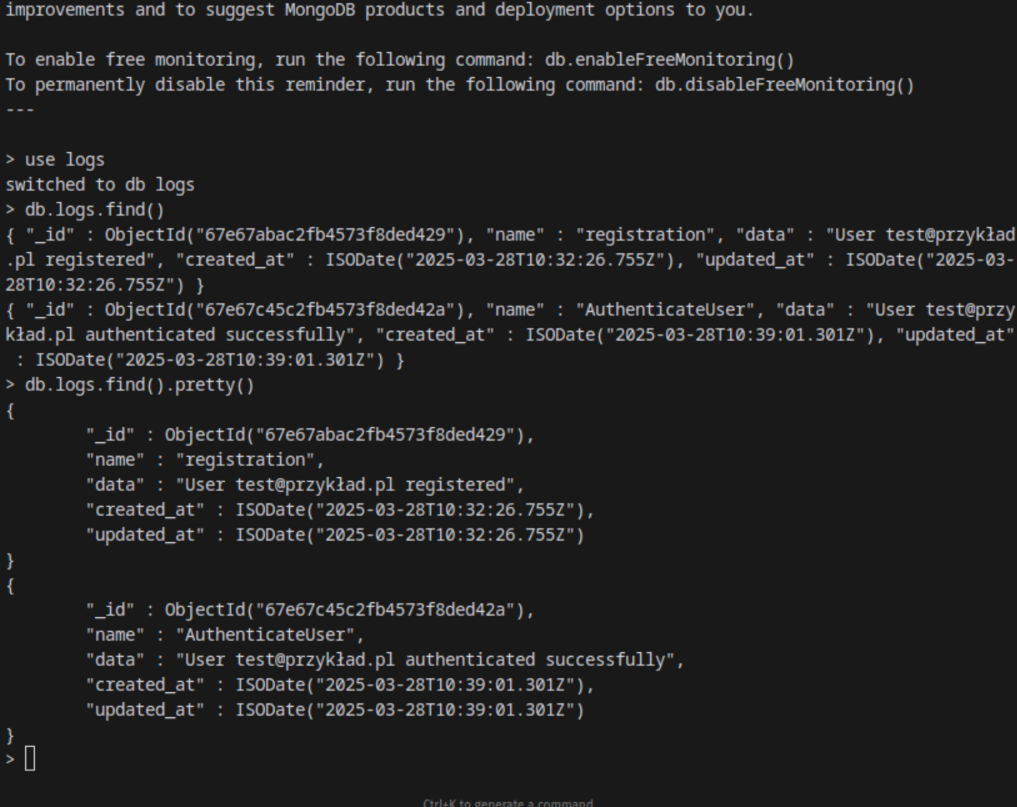 improvements and to suggest MongoDB products and deployment options to you.
To enable free monitoring, run the following command: db.enableFreeMonitoring()
To permanently disable this reminder, run the following command: db.disableFreeMonitoring()
---
> use logs
switched to db logs
> db.logs.find()
{ "_id" : ObjectId("67e67abac2fb4573f8ded429"), "name" : "registration", "data" : "User test@przykład
.pl registered", "created_at" : ISODate("2025-03-28T10:32:26.755Z"), "updated_at" : ISODate("2025-03-
28T10:32:26.755Z") }
{ "_id" : ObjectId("67e67c45c2fb4573f8ded42a"), "name" : "AuthenticateUser", "data" : "User test@przy
kład.pl authenticated successfully", "created_at" : ISODate("2025-03-28T10:39:01.301Z"), "updated_at"
 : ISODate("2025-03-28T10:39:01.301Z") }
> db.logs.find().pretty()
{
        "_id" : ObjectId("67e67abac2fb4573f8ded429"),
        "name" : "registration",
        "data" : "User test@przykład.pl registered",
        "created_at" : ISODate("2025-03-28T10:32:26.755Z"),
        "updated_at" : ISODate("2025-03-28T10:32:26.755Z")
}
{
        "_id" : ObjectId("67e67c45c2fb4573f8ded42a"),
        "name" : "AuthenticateUser",
        "data" : "User test@przykład.pl authenticated successfully",
        "created_at" : ISODate("2025-03-28T10:39:01.301Z"),
        "updated_at" : ISODate("2025-03-28T10:39:01.301Z")
}
>
Ctrl+K to generate a command